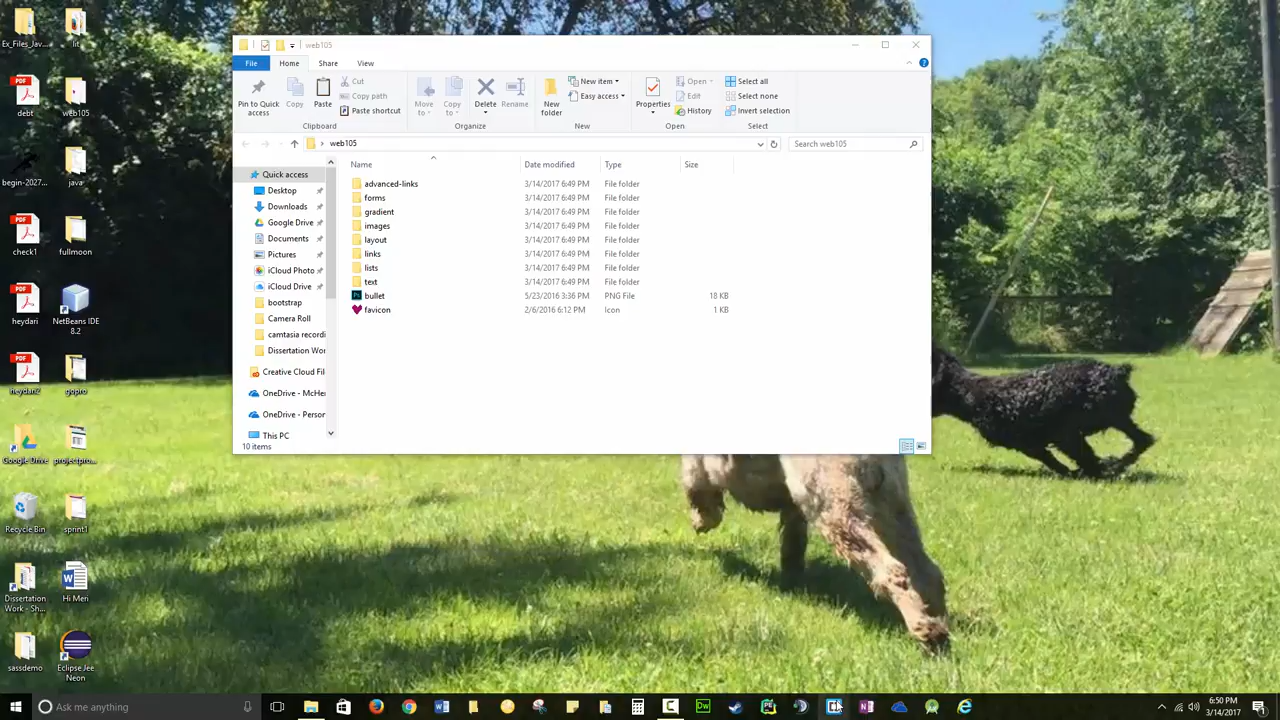 web105
File
Home
Share
View
Pin to Quick access
Copy
Paste
Cut
Copy path
Paste shortcut
Clipboard
Move to
Copy to
Delete
Rename
Organize
New folder
New item
Easy access
New
Properties
Open
Edit
History
Open
Select all
Select none
Invert selection
Select
web105
Search web105
Name
Date modified
Type
Size
Quick access
Desktop
Downloads
Google Drive
Documents
Pictures
iCloud Photo
iCloud Drive
bootstrap
Camera Roll
camtasia recordi
Dissertation Wor
Creative Cloud Fil
OneDrive - McHe
OneDrive - Person
This PC
advanced-links 3/14/2017 6:49 PM File folder
forms 3/14/2017 6:49 PM File folder
gradient 3/14/2017 6:49 PM File folder
images 3/14/2017 6:49 PM File folder
layout 3/14/2017 6:49 PM File folder
links 3/14/2017 6:49 PM File folder
lists 3/14/2017 6:49 PM File folder
text 3/14/2017 6:49 PM File folder
bullet 5/23/2016 3:36 PM PNG File 18 KB
favicon 2/6/2016 6:12 PM Icon 1 KB
10 items
Ex_Files_Jav...
lit
debt
web105
begin-2027...
java
check1
fullmoon
heydari
NetBeans IDE 8.2
heydari2
gopro
Google Drive
projectpro...
Recycle Bin
sprint1
Dissertation Work - Sh...
Hi Meri
sassdemo
Eclipse Jee Neon
Ask me anything
6:50 PM
3/14/2017